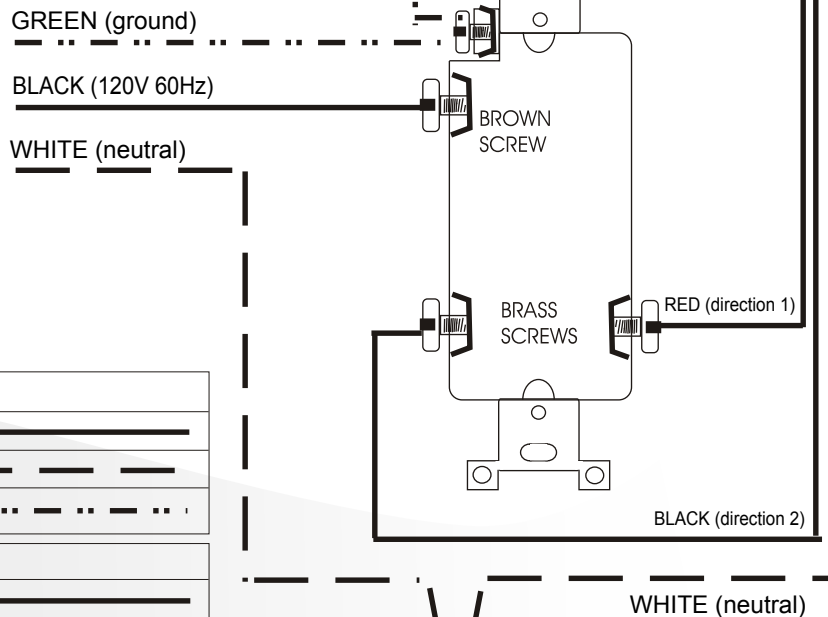 GREEN (ground)
BLACK (120V 60Hz)
WHITE (neutral)
BROWN
SCREW
BRASS
SCREWS
RED (direction 1)
BLACK (direction 2)
WHITE (neutral)